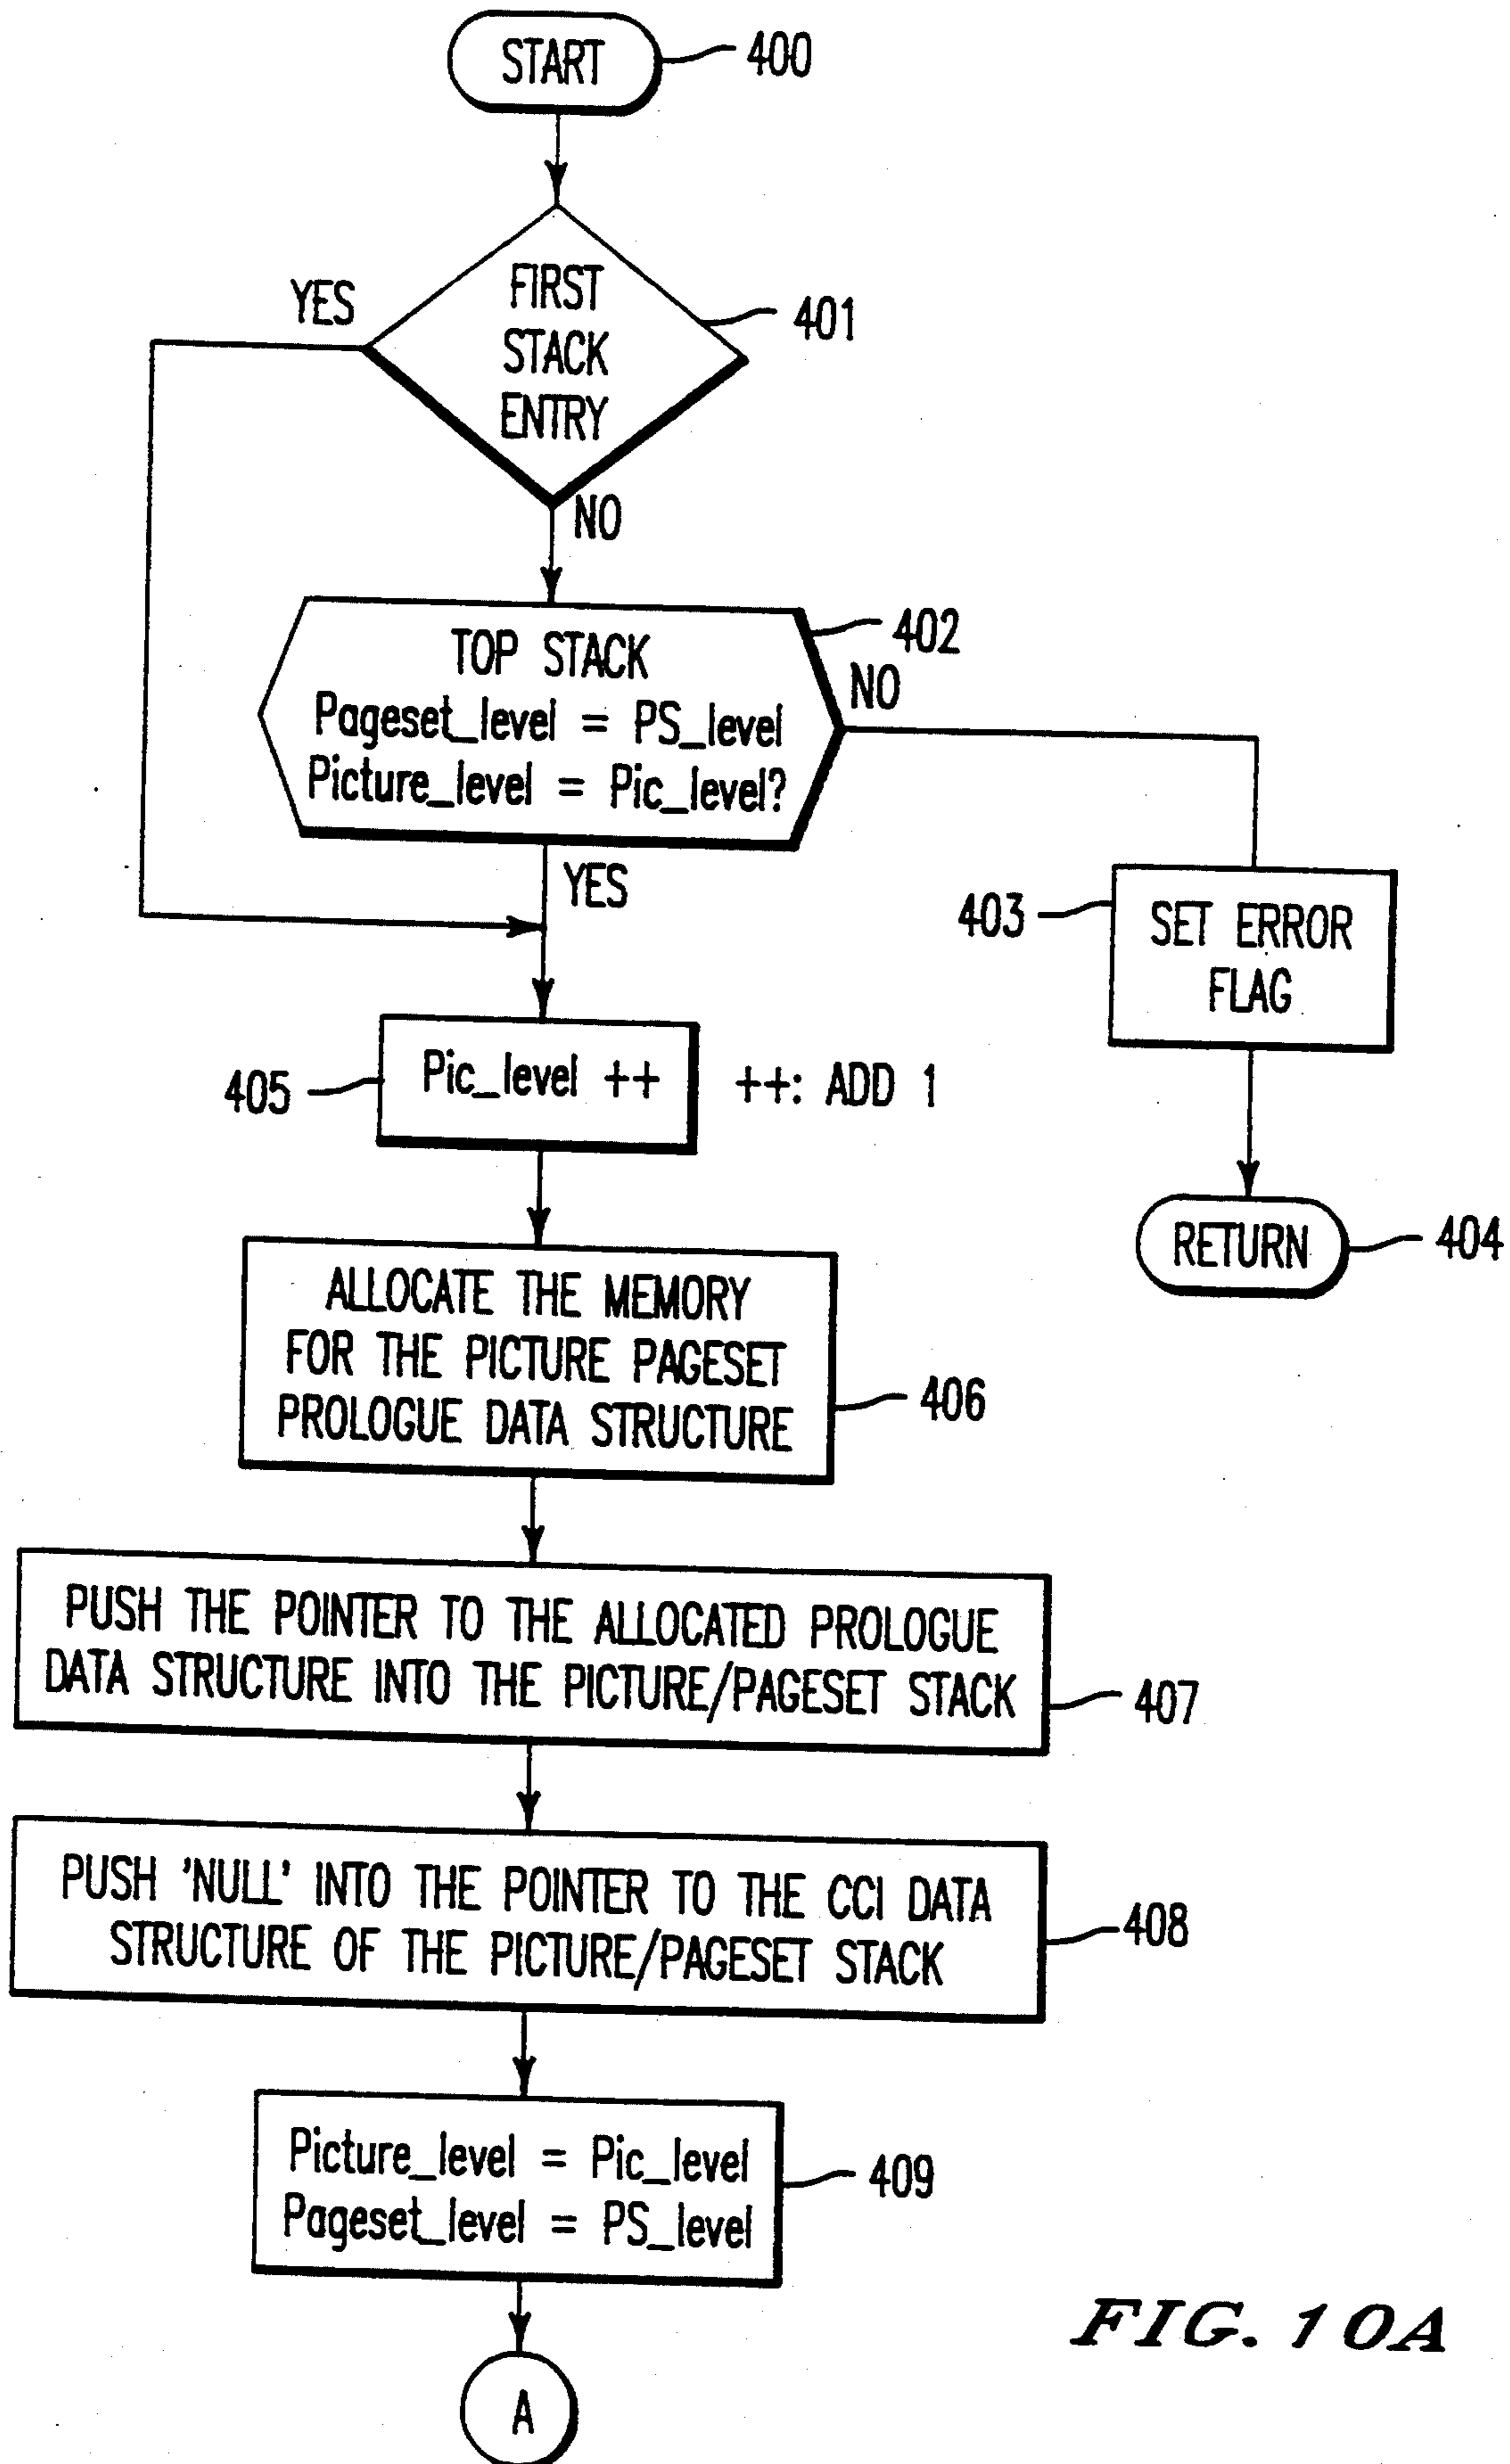 START
400
FIRST
STACK
ENTRY
401
YES
NO
TOP STACK
Pageset_level = PS_level
Picture_level = Pic_level?
402
NO
YES
403
SET ERROR
FLAG
405
Pic_level ++
++: ADD 1
RETURN
404
ALLOCATE THE MEMORY
FOR THE PICTURE PAGESET
PROLOGUE DATA STRUCTURE
406
PUSH THE POINTER TO THE ALLOCATED PROLOGUE
DATA STRUCTURE INTO THE PICTURE/PAGESET STACK
407
PUSH 'NULL' INTO THE POINTER TO THE CCI DATA
STRUCTURE OF THE PICTURE/PAGESET STACK
408
Picture_level = Pic_level
Pageset_level = PS_level
409
A
FIG. 10A